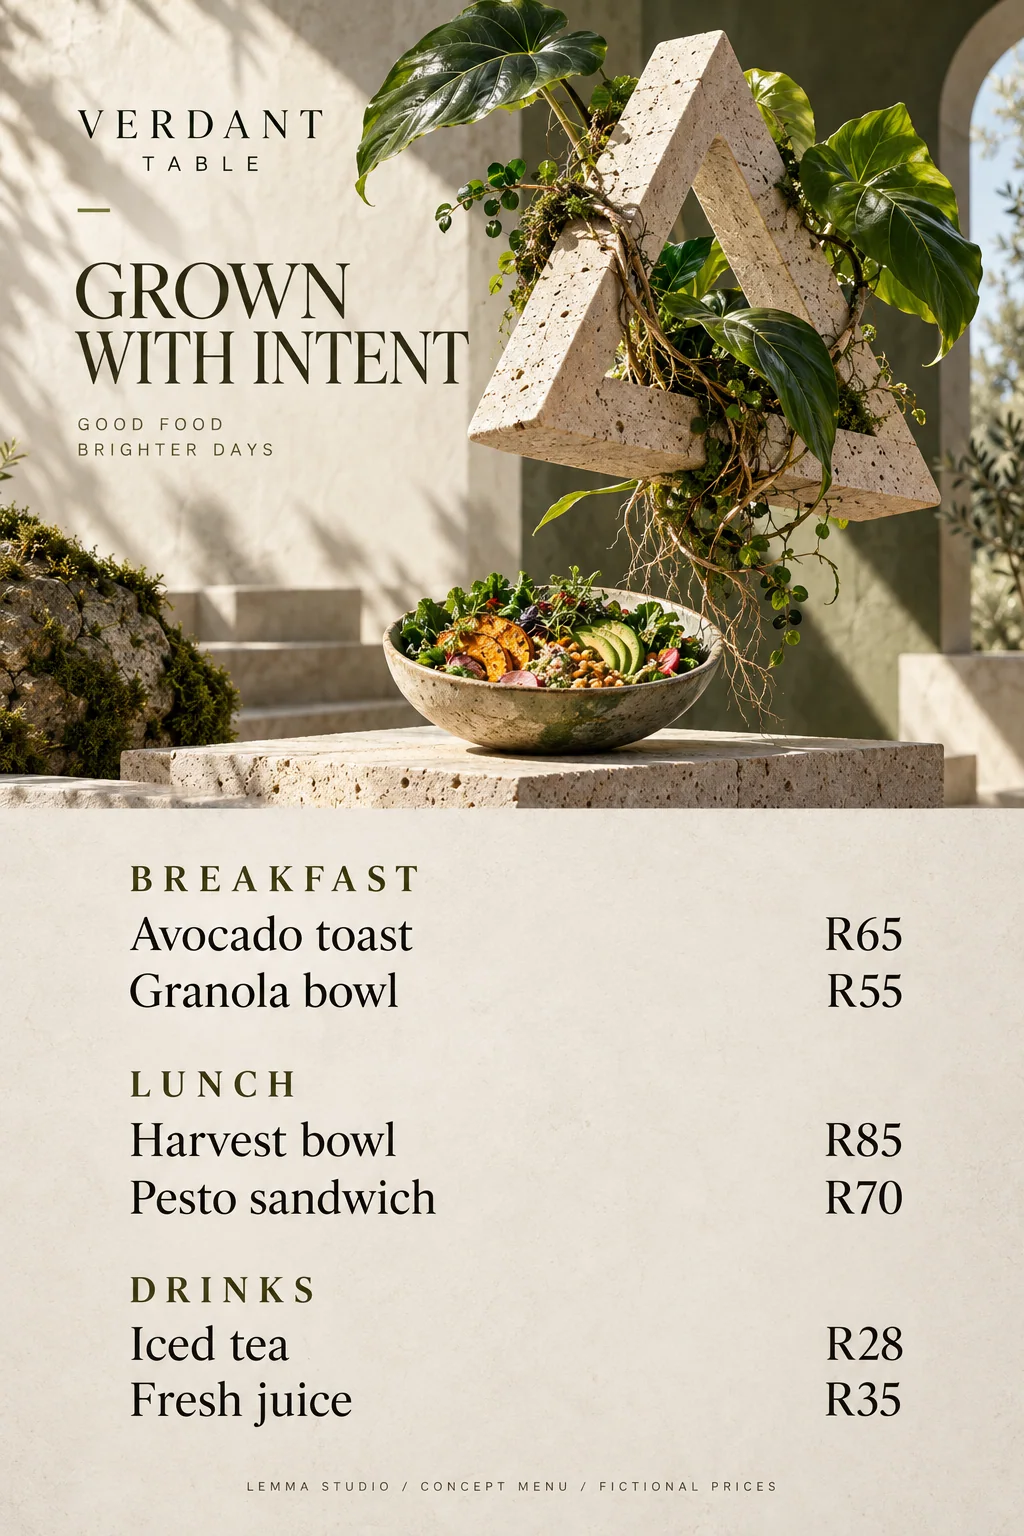 VERDANT
TABLE
GROWN
WITH INTENT
GOOD FOOD
BRIGHTER DAYS
BREAKFAST
Avocado toast R65
Granola bowl R55
LUNCH
Harvest bowl R85
Pesto sandwich R70
DRINKS
Iced tea R28
Fresh juice R35
LEMMA STUDIO / CONCEPT MENU / FICTIONAL PRICES